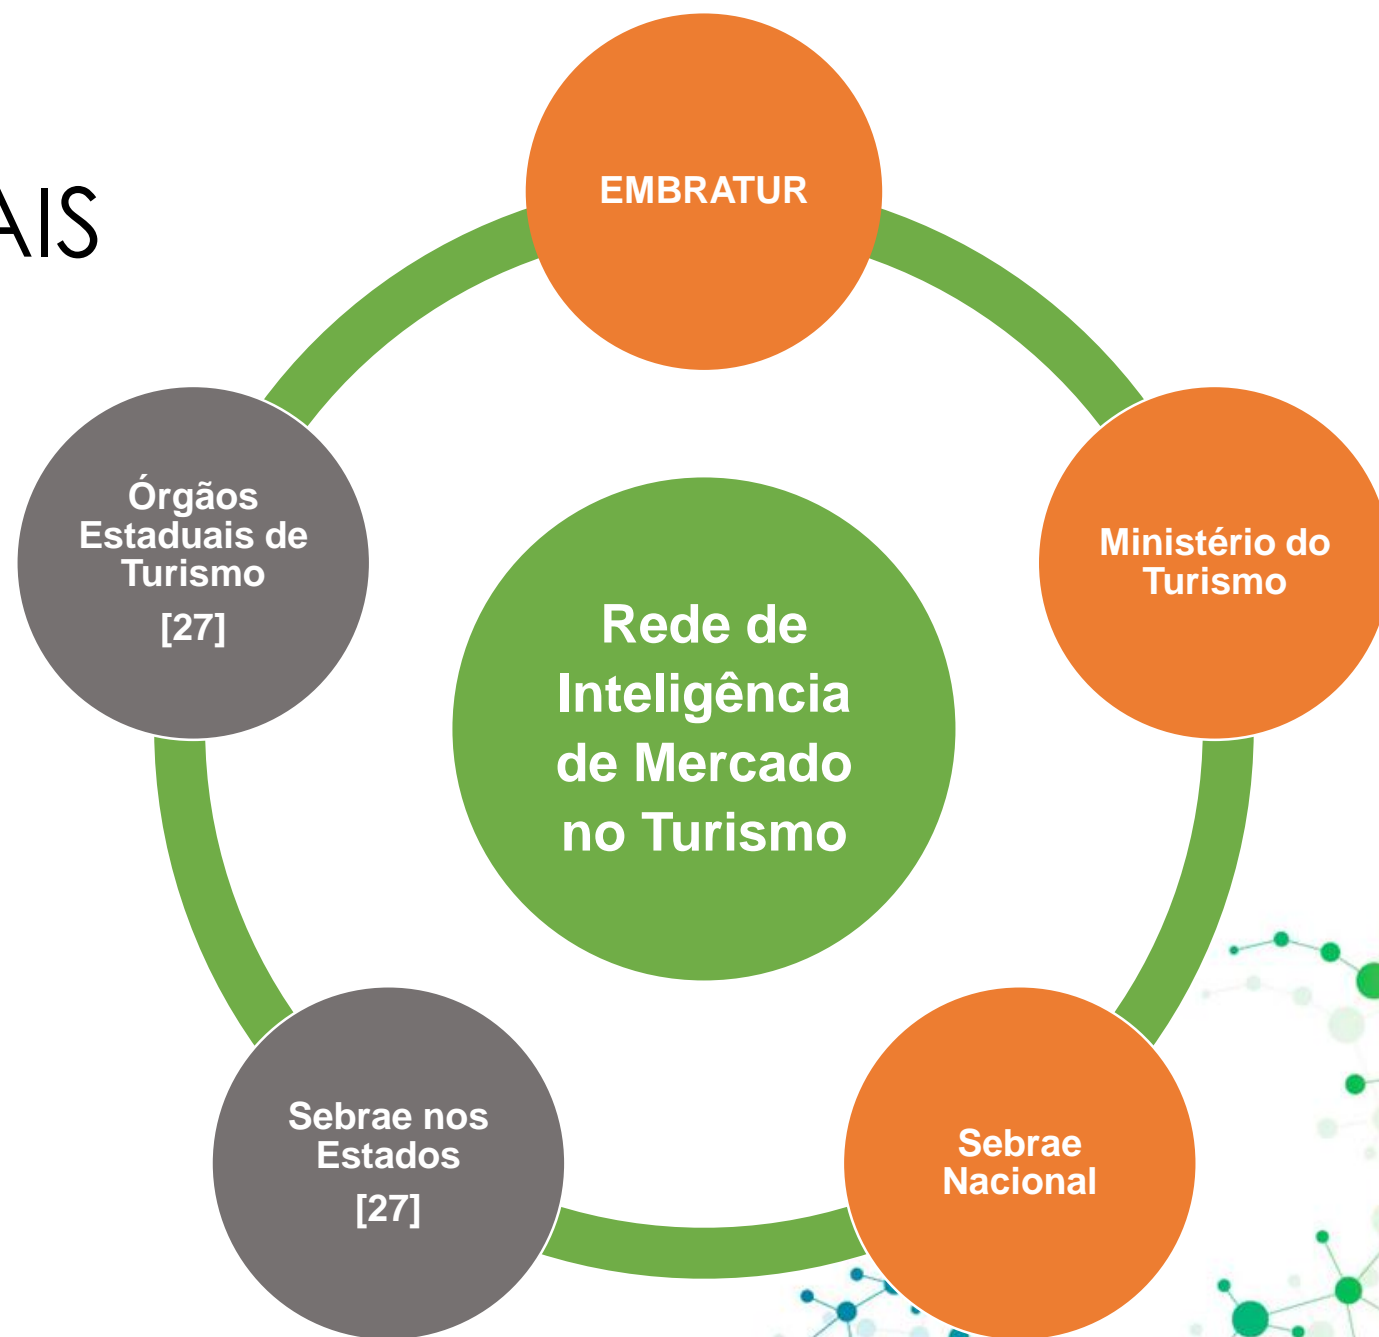 EMBRATUR
Órgãos
Estaduais de
Turismo
[27]
Ministério do
Turismo
Rede de
Inteligência
de Mercado
no Turismo
Sebrae nos
Estados
[27]
Sebrae
Nacional